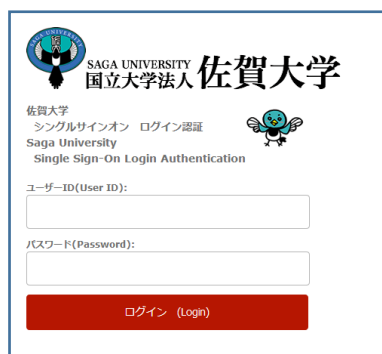 SAGA UNIVERSITY
SAGA UNIVERSITY
国立大学法人 佐賀大学
佐賀大学
シングルサインオン ログイン認証
Saga University
Single Sign-On Login Authentication
ユーザーID(User ID):
パスワード(Password):
ログイン (Login)